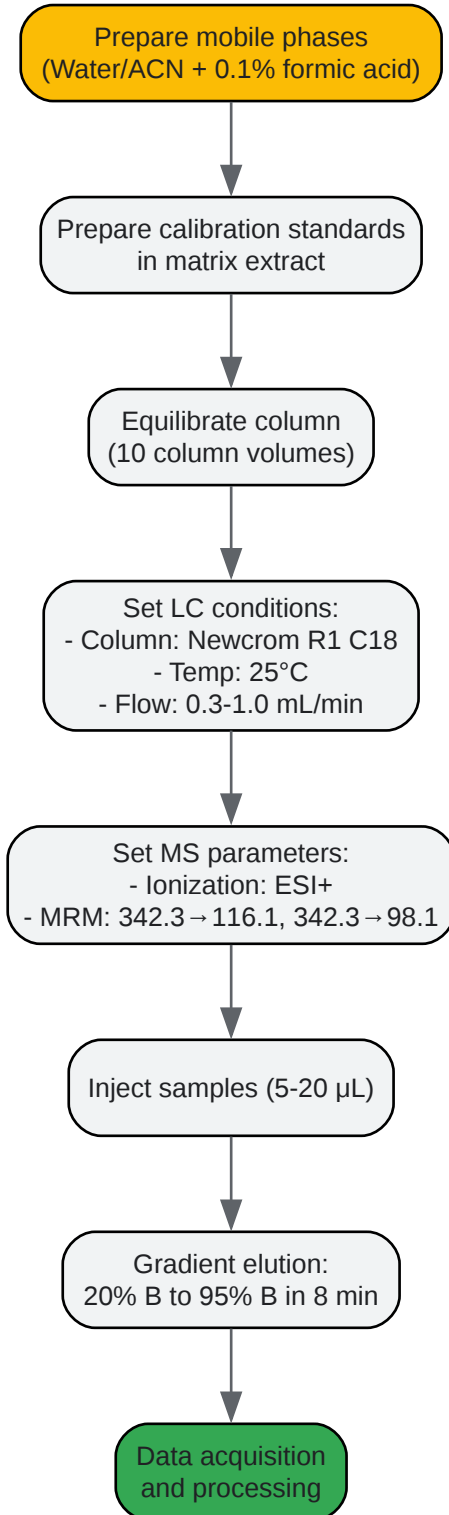 Prepare mobile phases
(Water/ACN + 0.1% formic acid)
Prepare calibration standards
in matrix extract
Equilibrate column
(10 column volumes)
Set LC conditions:
- Column: Newcrom R1 C18
- Temp: 25°C
- Flow: 0.3-1.0 mL/min
Set MS parameters:
- Ionization: ESI+
- MRM: 342.3→116.1, 342.3→98.1
Inject samples (5-20 μL)
Gradient elution:
20% B to 95% B in 8 min
Data acquisition
and processing